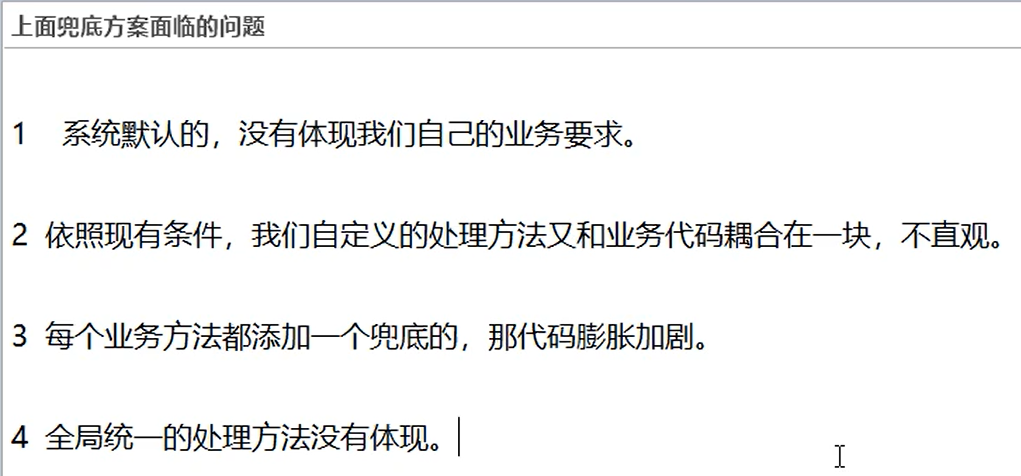 上面兜底方案面临的问题
1 系统默认的，没有体现我们自己的业务要求。
2 依照现有条件，我们自定义的处理方法又和业务代码耦合在一块，不直观。
3 每个业务方法都添加一个兜底的，那代码膨胀加剧。
4 全局统一的处理方法没有体现。